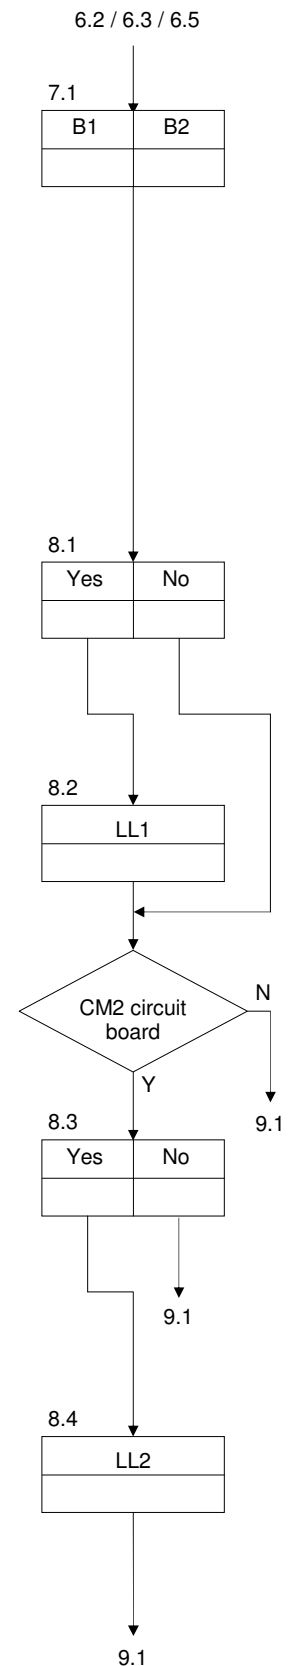 6.2 / 6.3 / 6.5
7.1
B1 B2
8.1
Yes No
8.2
LL1
CM2 circuit
board
N
Y
9.1
8.3
Yes No
9.1
8.4
LL2
9.1